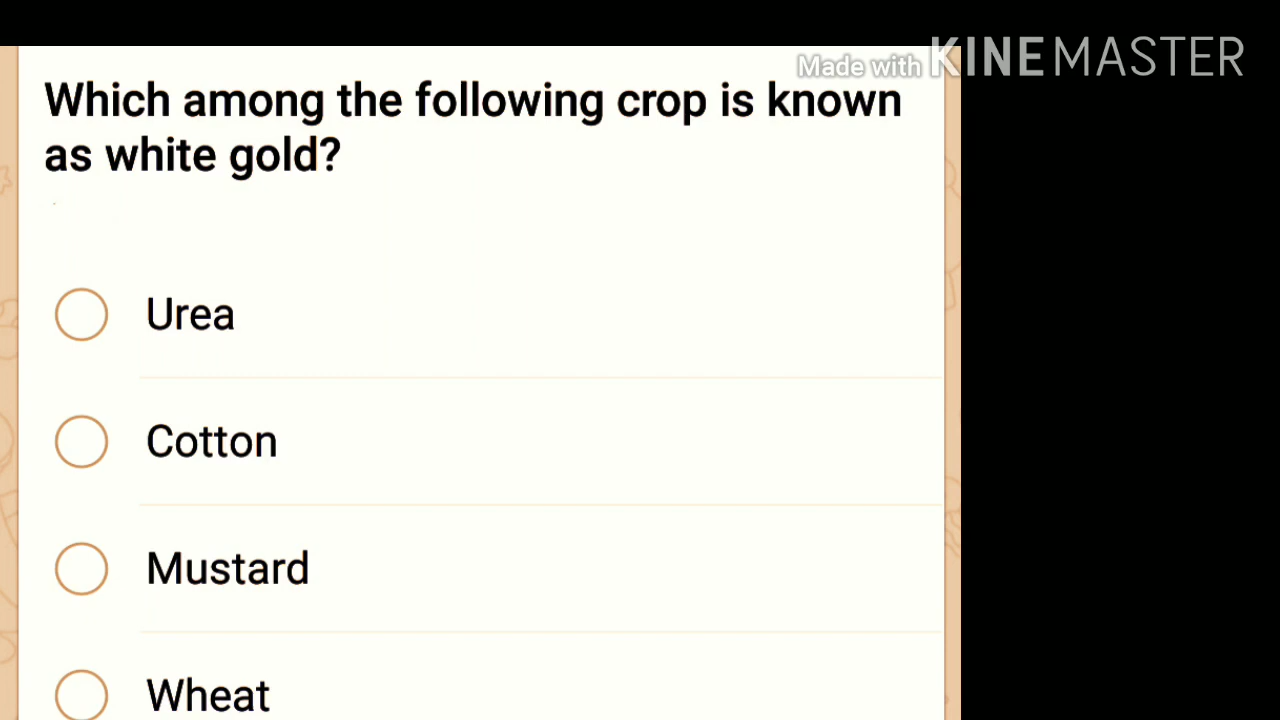 Made with KINEMASTER
Which among the following crop is known
as white gold?
Urea
Cotton
Mustard
Wheat